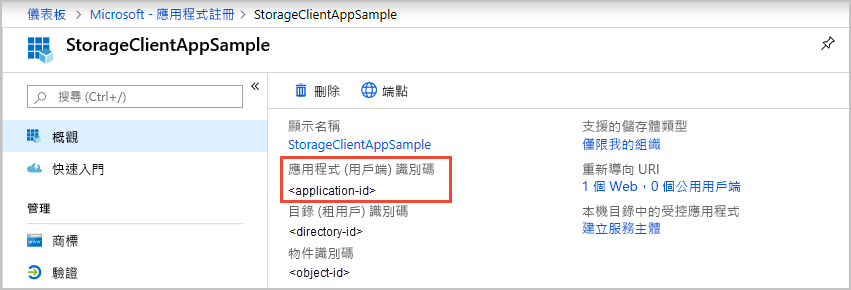 儀表板 > Microsoft - 應用程式註冊 > StorageClientAppSample
StorageClientAppSample
搜尋 (Ctrl+/)
概觀
快速入門
管理
商標
驗證
刪除
端點
顯示名稱
StorageClientAppSample
應用程式 (用戶端) 識別碼
<application-id>
目錄 (租用戶) 識別碼
<directory-id>
物件識別碼
<object-id>
支援的儲存體類型
僅限我的組織
重新導向 URI
1 個 Web，0 個公用用戶端
本機目錄中的受控應用程式
建立服務主體